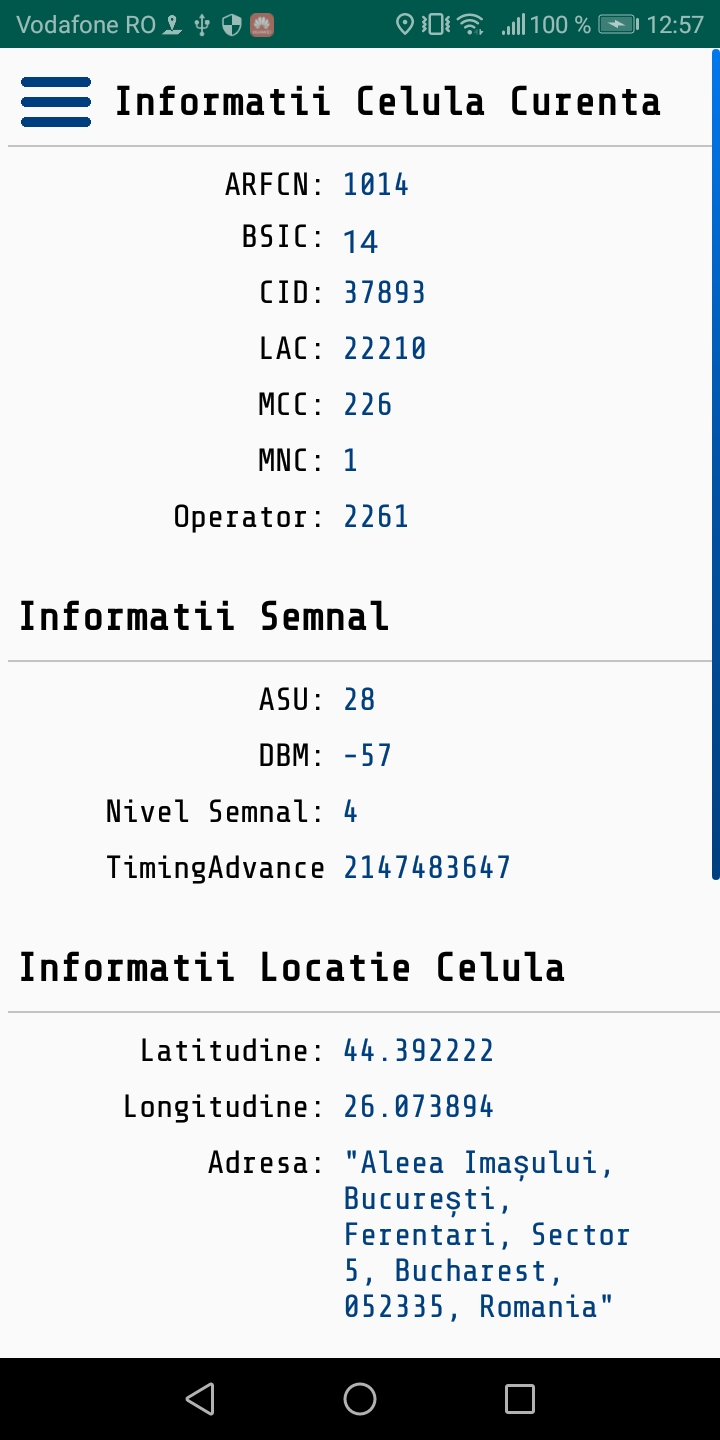 Vodafone RO 100 % 12:57
Informatii Celula Curenta
ARFCN: 1014
BSIC: 14
CID: 37893
LAC: 22210
MCC: 226
MNC: 1
Operator: 2261
Informatii Semnal
ASU: 28
DBM: -57
Nivel Semnal: 4
TimingAdvance 2147483647
Informatii Locatie Celula
Latitudine: 44.392222
Longitudine: 26.073894
Adresa: "Aleea Imașului,
București,
Ferentari, Sector
5, Bucharest,
052335, Romania"